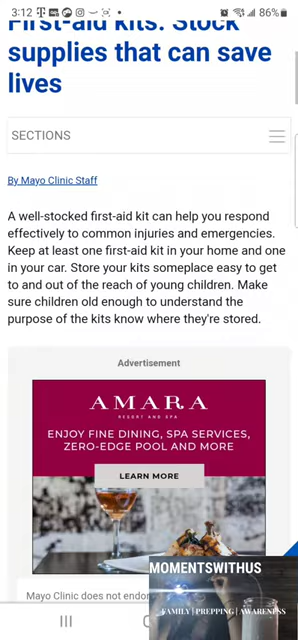 3:12
86%
First-aid kits: Stock
supplies that can save
lives
SECTIONS
By Mayo Clinic Staff
A well-stocked first-aid kit can help you respond
effectively to common injuries and emergencies.
Keep at least one first-aid kit in your home and one
in your car. Store your kits someplace easy to get
to and out of the reach of young children. Make
sure children old enough to understand the
purpose of the kits know where they're stored.
Advertisement
AMARA
RESORT AND SPA
ENJOY FINE DINING, SPA SERVICES,
ZERO-EDGE POOL AND MORE
LEARN MORE
Mayo Clinic does not endor
MOMENTSWITHUS
FAMILY | PREPPING | AWARENESS